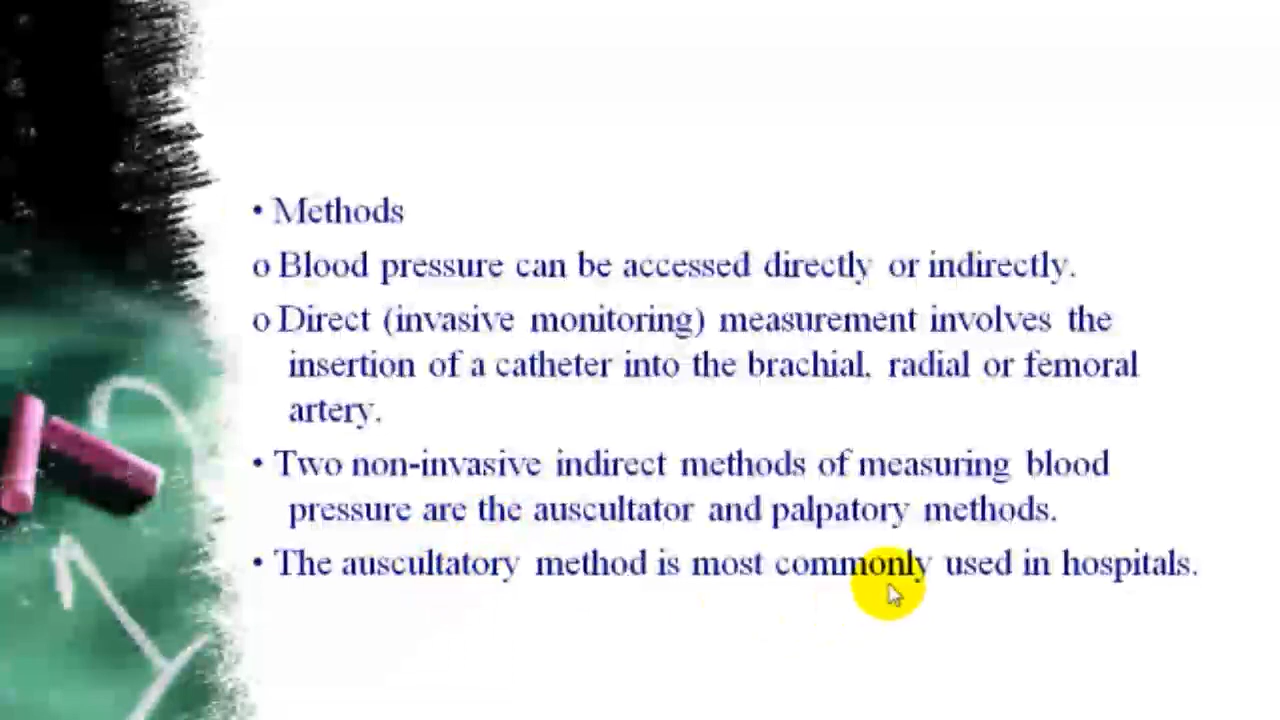 • Methods
o Blood pressure can be accessed directly or indirectly.
o Direct (invasive monitoring) measurement involves the
insertion of a catheter into the brachial, radial or femoral
artery.
• Two non-invasive indirect methods of measuring blood
pressure are the auscultator and palpatory methods.
• The auscultatory method is most commonly used in hospitals.